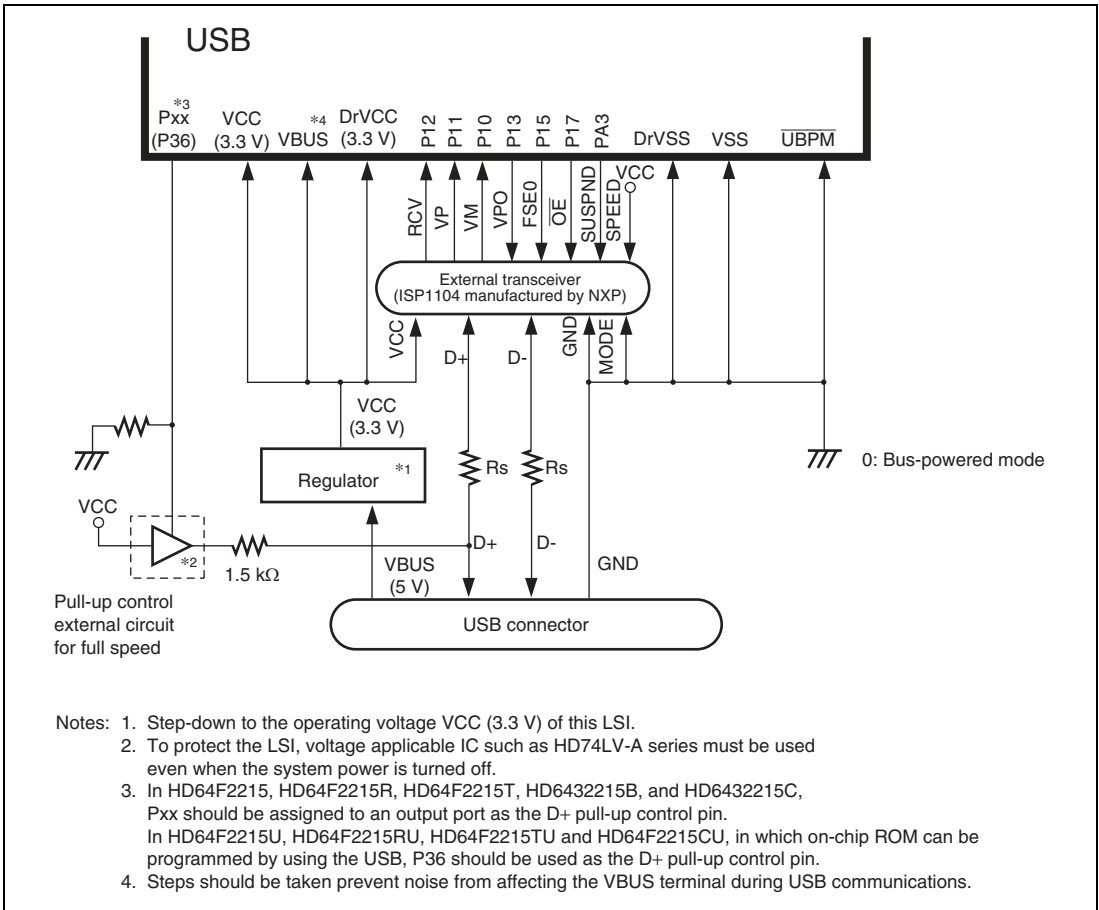 USB
*3
Pxx
(P36)
VCC
(3.3 V)
*4
VBUS
DrVCC
(3.3 V)
P12
P11
P10
P13
P15
P17
PA3
DrVSS
VSS
UBPM
RCV
VP
VM
VPO
FSE0
OE
SUSPND
SPEED
VCC
External transceiver
(ISP1104 manufactured by NXP)
VCC
D+
D-
GND
MODE
VCC
(3.3 V)
Regulator *1
Rs
Rs
0: Bus-powered mode
VCC
*2
1.5 kΩ
D+
D-
VBUS
(5 V)
GND
Pull-up control
external circuit
for full speed
USB connector
Notes: 1. Step-down to the operating voltage VCC (3.3 V) of this LSI.
2. To protect the LSI, voltage applicable IC such as HD74LV-A series must be used
even when the system power is turned off.
3. In HD64F2215, HD64F2215R, HD64F2215T, HD6432215B, and HD6432215C,
Pxx should be assigned to an output port as the D+ pull-up control pin.
In HD64F2215U, HD64F2215RU, HD64F2215TU and HD64F2215CU, in which on-chip ROM can be
programmed by using the USB, P36 should be used as the D+ pull-up control pin.
4. Steps should be taken prevent noise from affecting the VBUS terminal during USB communications.